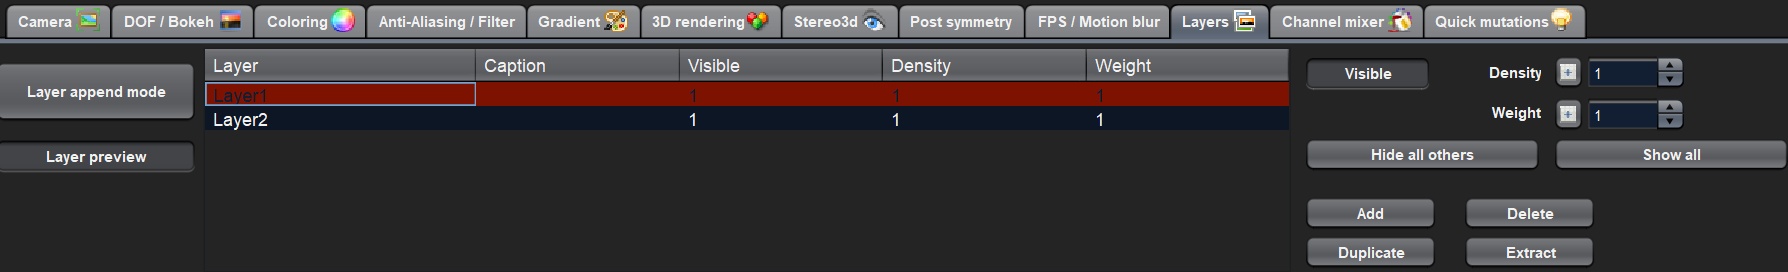 Camera DOF / Bokeh Coloring Anti-Aliasing / Filter Gradient 3D rendering Stereo3d Post symmetry FPS / Motion blur Layers Channel mixer Quick mutations
Layer append mode
Layer preview
Layer Caption Visible Density Weight
Layer1 1 1 1
Layer2 1 1 1
Visible Density 1
Weight 1
Hide all others Show all
Add Delete
Duplicate Extract